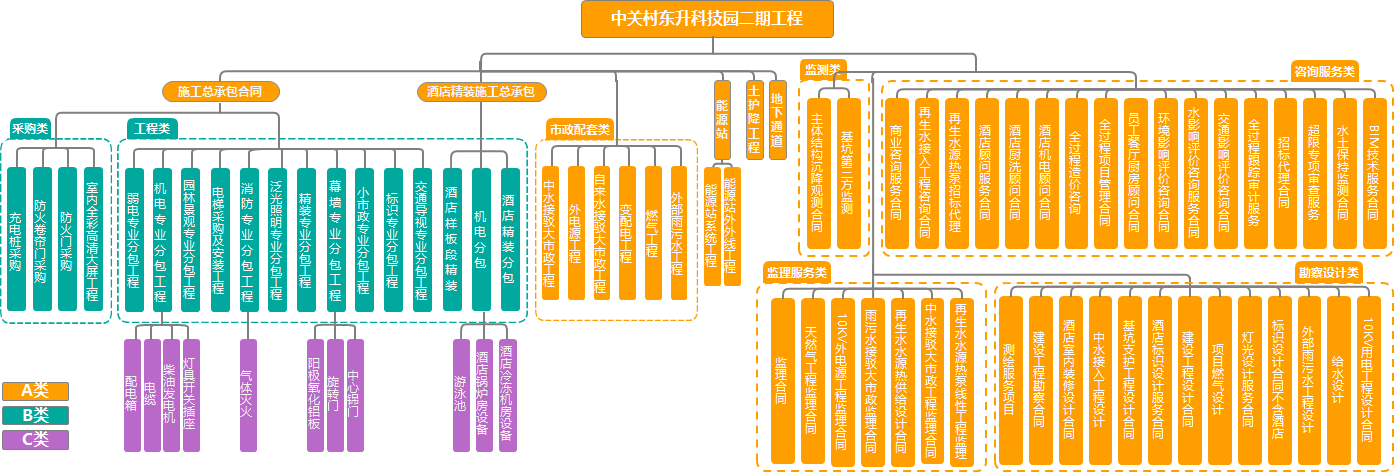 中关村东升科技园二期工程
施工总承包合同
酒店精装施工总承包
能源站
土护降工程
地下通道
监测类
咨询服务类
采购类
工程类
市政配套类
充电桩采购
防火卷帘门采购
防火门采购
室内全彩高清大屏工程
弱电专业分包工程
机电专业分包工程
园林景观专业分包工程
电梯采购及安装工程
消防专业分包工程
泛光照明专业分包工程
精装专业分包工程
幕墙专业分包工程
小市政专业分包工程
标识专业分包工程
交通导视专业分包工程
酒店样板段精装
机电分包
酒店精装分包
中水接驳大市政工程
外电源工程
自来水接驳大市政工程
变配电工程
燃气工程
外部雨污水工程
能源站系统工程
能源站外外线工程
主体结构沉降观测合同
基坑第三方监测
商业咨询服务合同
再生水接入工程咨询合同
再生水源热泵招标代理
酒店顾问服务合同
酒店厨洗顾问合同
酒店机电顾问合同
全过程造价咨询
全过程项目管理合同
员工餐厅厨房顾问合同
环境影响评价咨询合同
水影响评价咨询服务合同
交通影响评价咨询合同
全过程跟踪审计服务
招标代理合同
超限专项审查服务
水土保持监测合同
BIM技术服务合同
监理服务类
勘察设计类
监理合同
天然气工程监理合同
10KV外电源工程监理合同
雨污水接驳大市政监理合同
再生水水源热供给设计合同
中水接驳大市政工程监理合同
再生水水源热泵线性工程监理
测绘服务项目
建设工程勘察合同
酒店室内装修设计合同
中水接入工程设计
基坑支护工程设计合同
酒店标识设计服务合同
建设工程设计合同
项目燃气设计
灯光设计服务合同
标识设计合同不含酒店
外部雨污水工程设计
给水设计
10KV用电工程设计合同
配电箱
电缆
柴油发电机
灯具开关插座
气体灭火
阳极氧化铝板
旋转门
中心铜门
游泳池
酒店锅炉房设备
酒店冷冻机房设备
A类
B类
C类